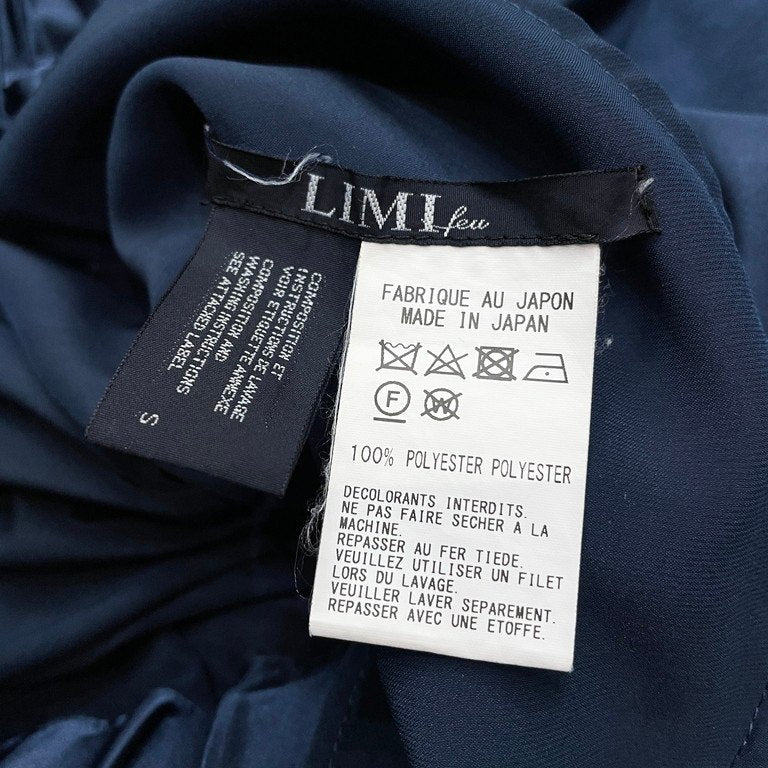 LIMI feu
COMPOSITION ET
INSTRUCTIONS DE LAVAGE
VOIR ETIQUETTE ANNEXE
COMPOSITION AND
WASHING INSTRUCTIONS
SEE ATTACHED LABEL
S
FABRIQUE AU JAPON
MADE IN JAPAN
F
W
100% POLYESTER POLYESTER
DECOLORANTS INTERDITS.
NE PAS FAIRE SECHER A LA
MACHINE.
REPASSER AU FER TIEDE.
VEUILLEZ UTILISER UN FILET
LORS DU LAVAGE.
VEUILLER LAVER SEPAREMENT.
REPASSER AVEC UNE ETOFFE.